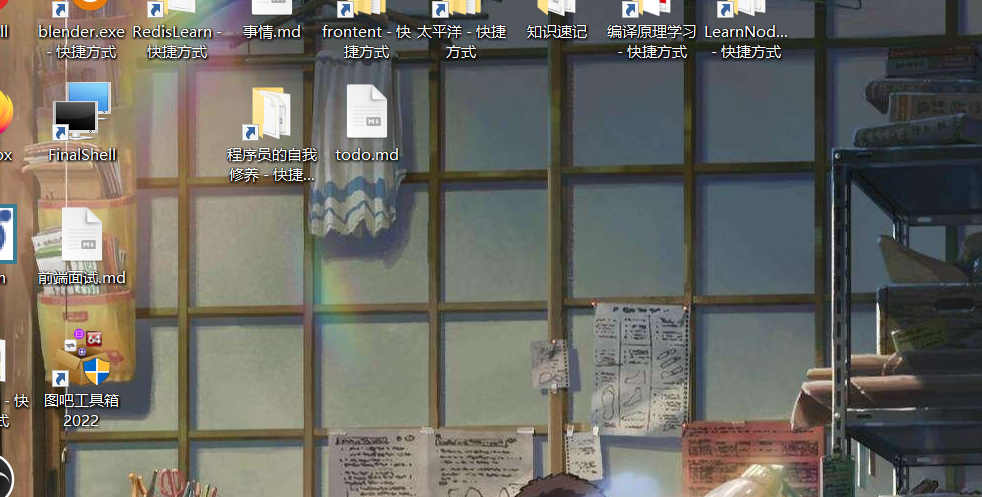 ll
blender.exe
- 快捷方式
RedisLearn -
快捷方式
事情.md
frontent - 快
捷方式
太平洋 - 快捷
方式
知识速记
编译原理学习
- 快捷方式
LearnNod...
- 快捷方式
ox
FinalShell
程序员的自我
修养 - 快捷...
todo.md
n
前端面试.md
- 快
式
图吧工具箱
2022
64